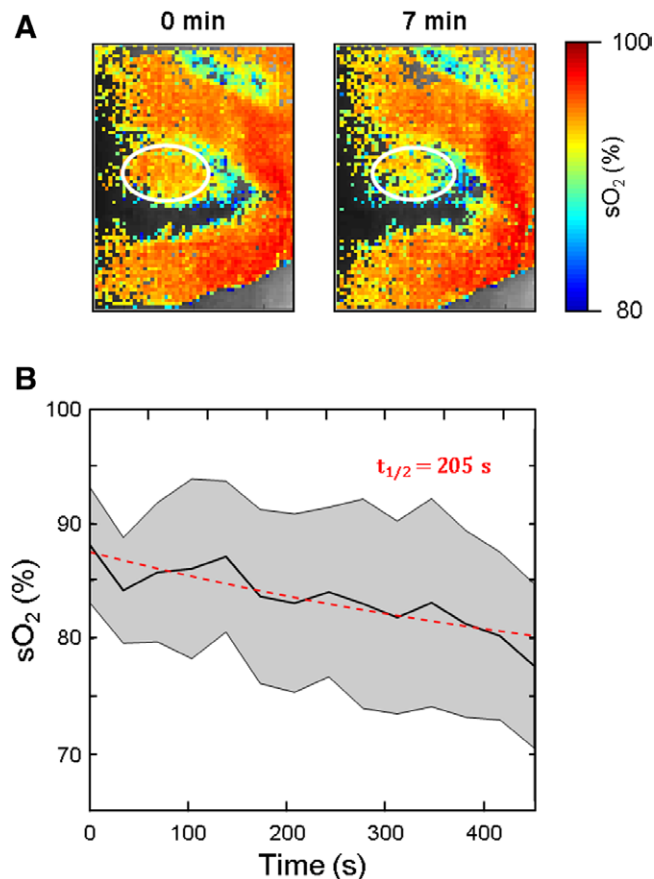 A
0 min
7 min
100
sO₂ (%)
80
B
100
t₁/₂ = 205 s
90
sO₂ (%)
80
70
0 100 200 300 400
Time (s)